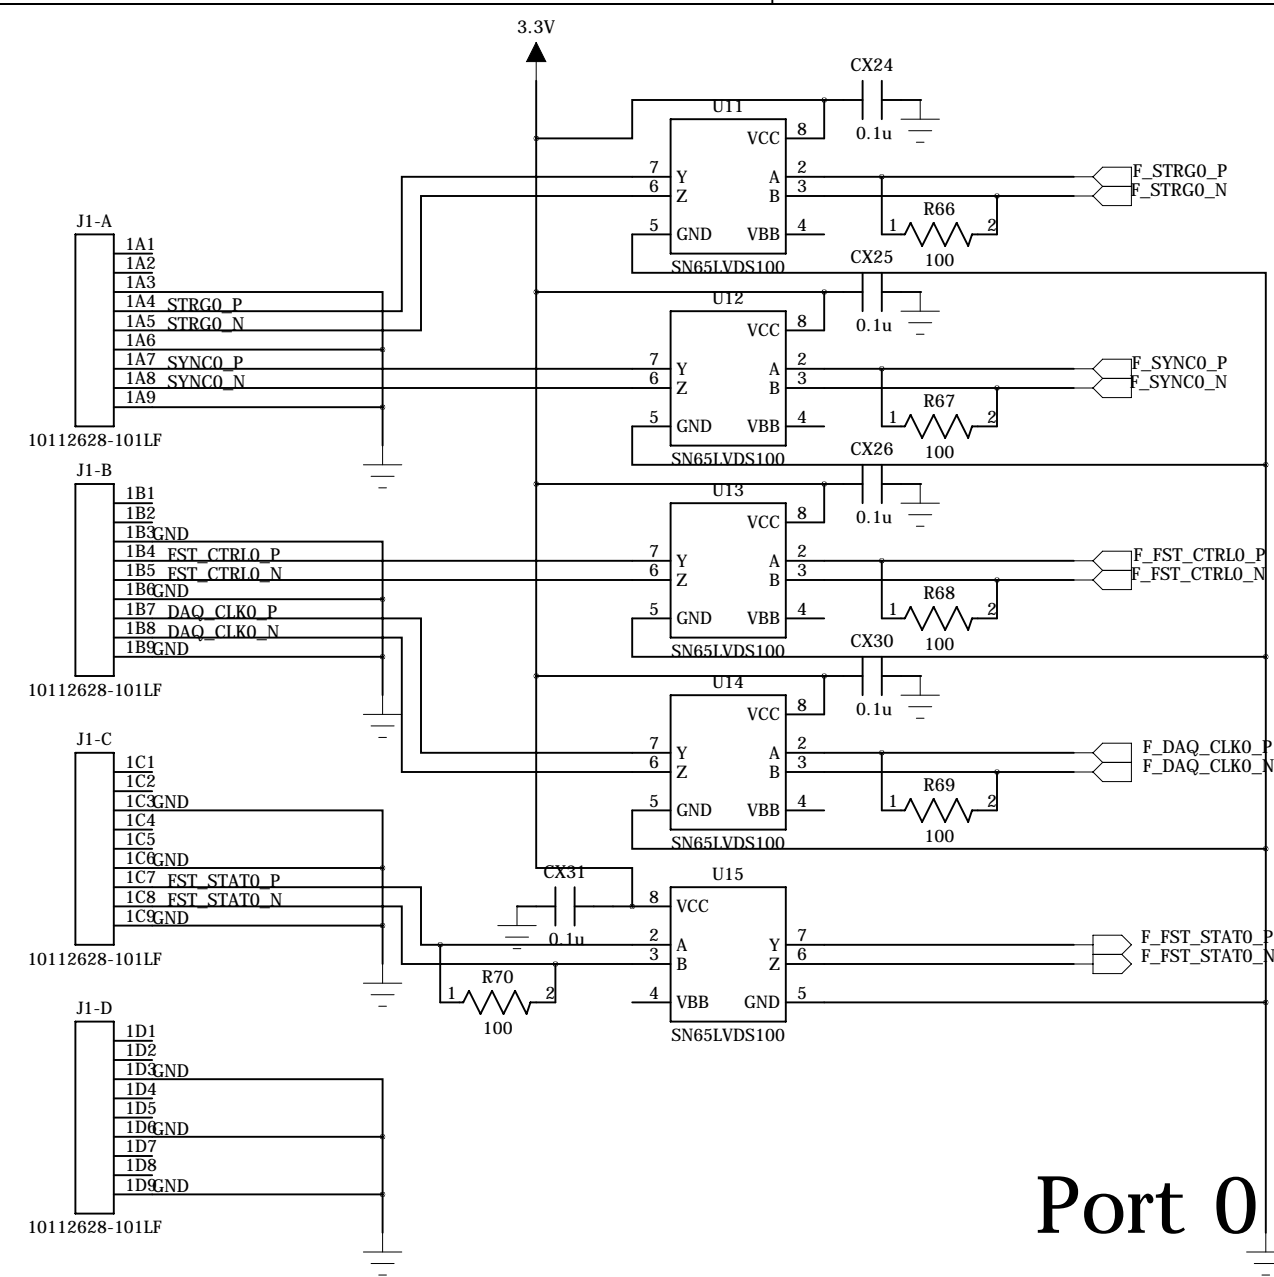 3.3V
CX24
0.1u
U11
VCC 8
7 Y A 2
6 Z B 3
5 GND VBB 4
SN65LVDS100
F_STRG0_P
F_STRG0_N
R66
1 2
100
CX25
0.1u
U12
VCC 8
7 Y A 2
6 Z B 3
5 GND VBB 4
SN65LVDS100
F_SYNC0_P
F_SYNC0_N
R67
1 2
100
CX26
0.1u
U13
VCC 8
7 Y A 2
6 Z B 3
5 GND VBB 4
SN65LVDS100
F_FST_CTRL0_P
F_FST_CTRL0_N
R68
1 2
100
CX30
0.1u
U14
VCC 8
7 Y A 2
6 Z B 3
5 GND VBB 4
SN65LVDS100
F_DAQ_CLK0_P
F_DAQ_CLK0_N
R69
1 2
100
CX31
0.1u
U15
8 VCC
2 A Y 7
3 B Z 6
4 VBB GND 5
SN65LVDS100
F_FST_STAT0_P
F_FST_STAT0_N
R70
1 2
100
J1-A
1A1
1A2
1A3
1A4 STRG0_P
1A5 STRG0_N
1A6
1A7 SYNC0_P
1A8 SYNC0_N
1A9
10112628-101LF
J1-B
1B1
1B2
1B3 GND
1B4 FST_CTRL0_P
1B5 FST_CTRL0_N
1B6 GND
1B7 DAQ_CLK0_P
1B8 DAQ_CLK0_N
1B9 GND
10112628-101LF
J1-C
1C1
1C2
1C3 GND
1C4
1C5
1C6 GND
1C7 FST_STAT0_P
1C8 FST_STAT0_N
1C9 GND
10112628-101LF
J1-D
1D1
1D2
1D3 GND
1D4
1D5
1D6 GND
1D7
1D8
1D9 GND
10112628-101LF
Port 0